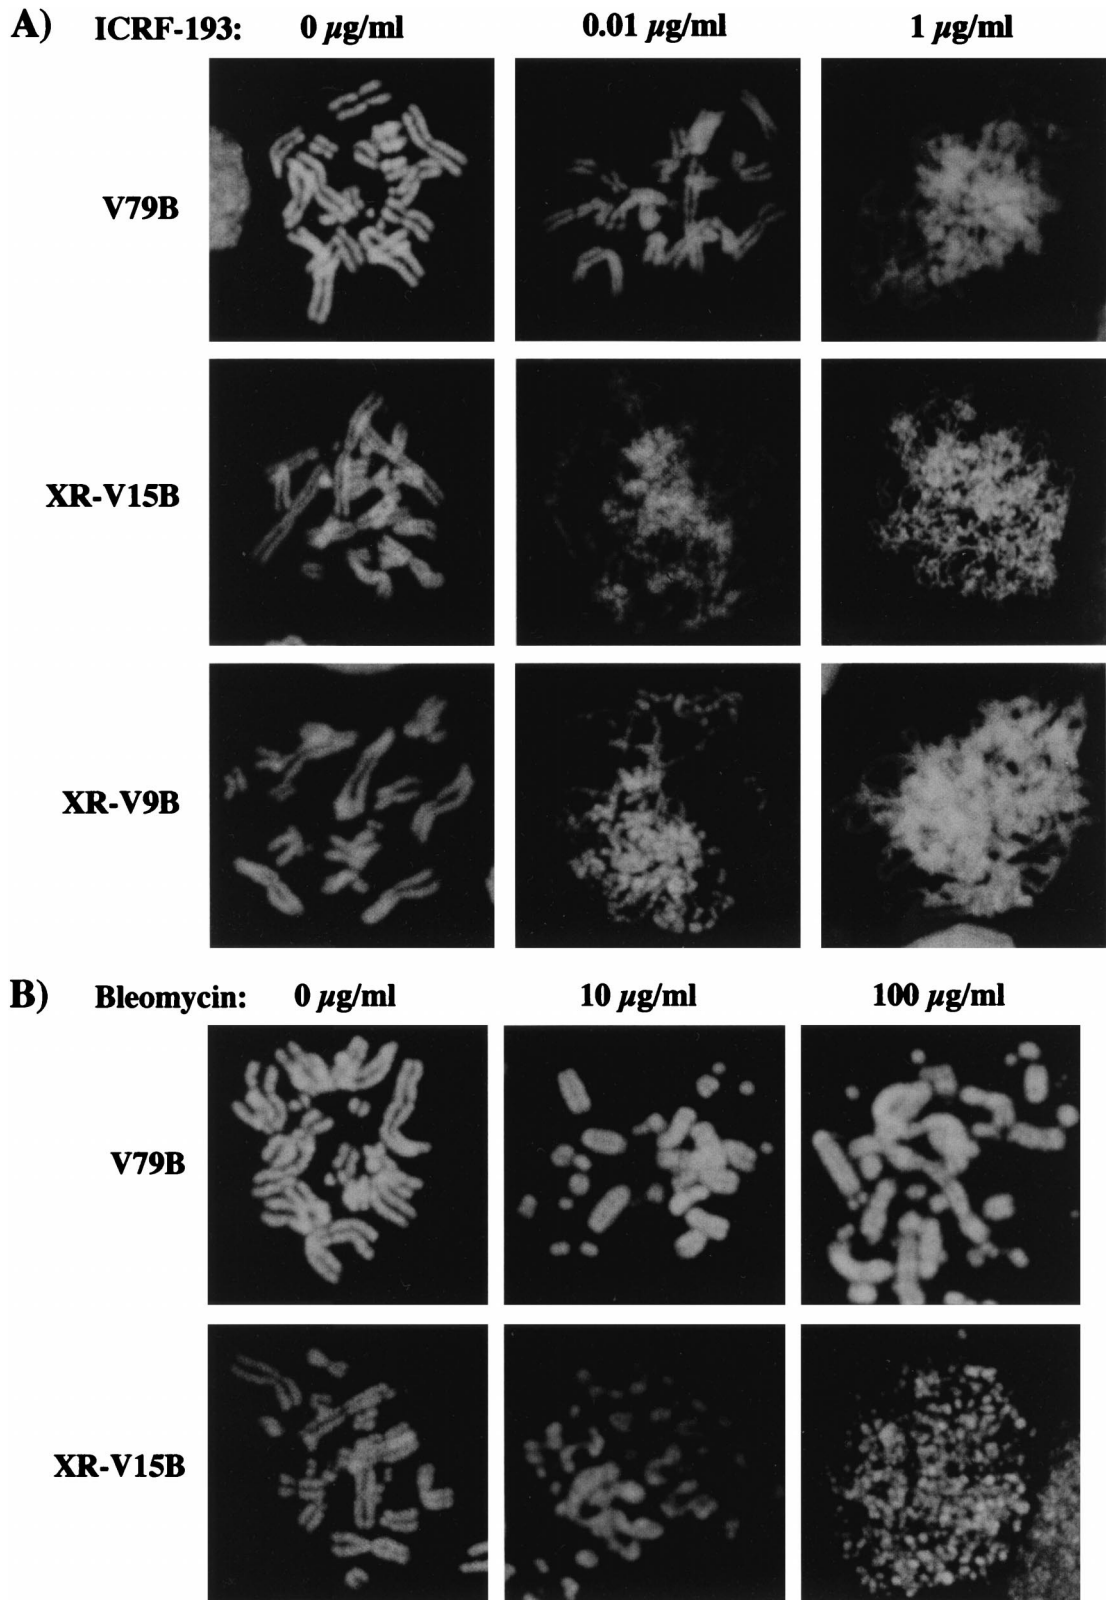 A) ICRF-193: 0 µg/ml 0.01 µg/ml 1 µg/ml
V79B
XR-V15B
XR-V9B
B) Bleomycin: 0 µg/ml 10 µg/ml 100 µg/ml
V79B
XR-V15B